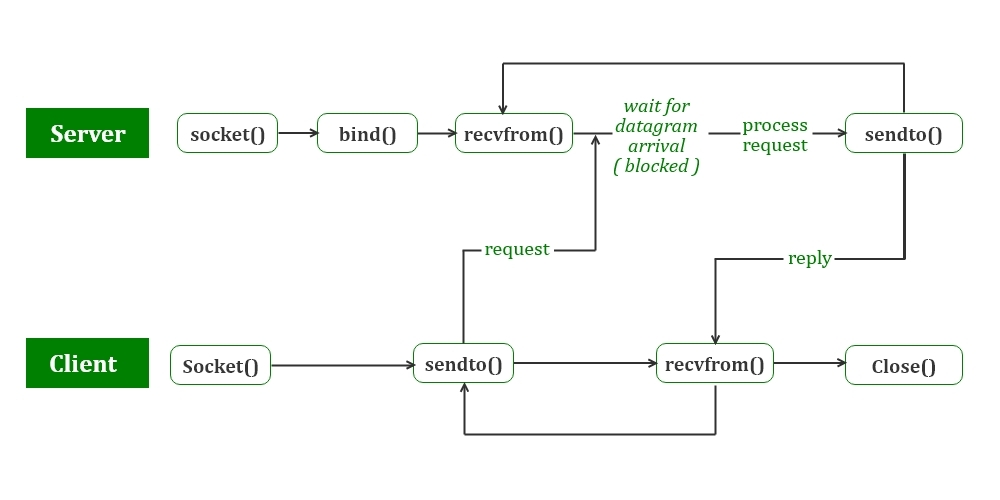 Server
socket()
bind()
recvfrom()
wait for
datagram
arrival
( blocked )
process
request
sendto()
request
reply
Client
Socket()
sendto()
recvfrom()
Close()